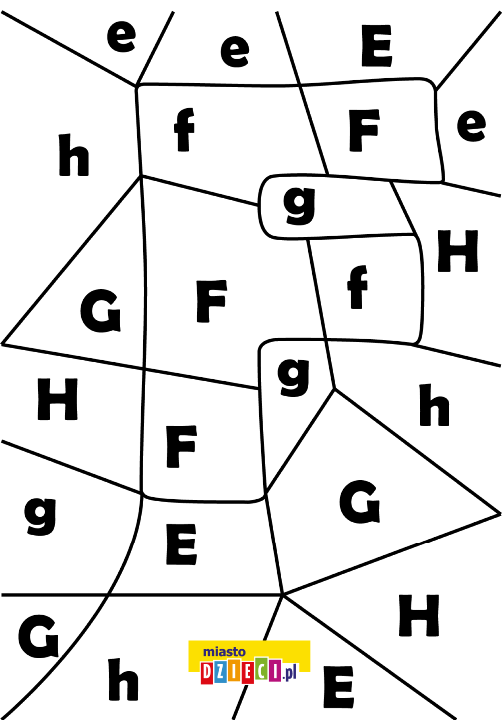 e e E
h f F e
g
G F f H
H g h
F
g E G
G h H
miasto
DZIECI.pl
E